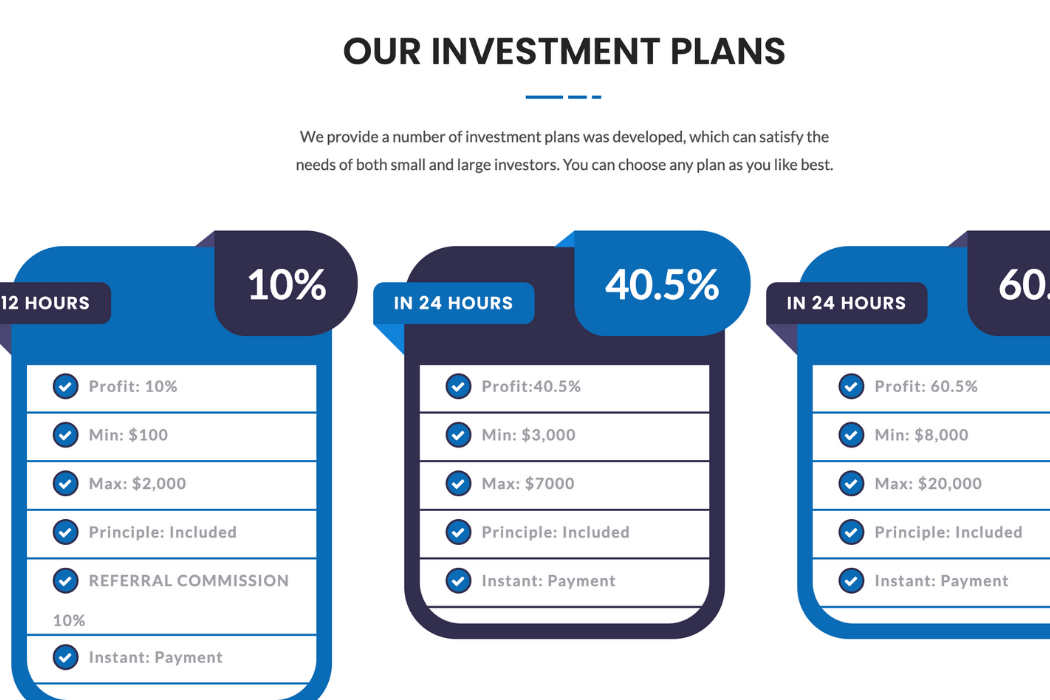 OUR INVESTMENT PLANS
We provide a number of investment plans was developed, which can satisfy the
needs of both small and large investors. You can choose any plan as you like best.
10%
12 HOURS
Profit: 10%
Min: $100
Max: $2,000
Principle: Included
REFERRAL COMMISSION
10%
Instant: Payment
40.5%
IN 24 HOURS
Profit:40.5%
Min: $3,000
Max: $7000
Principle: Included
Instant: Payment
60.
IN 24 HOURS
Profit: 60.5%
Min: $8,000
Max: $20,000
Principle: Included
Instant: Payment